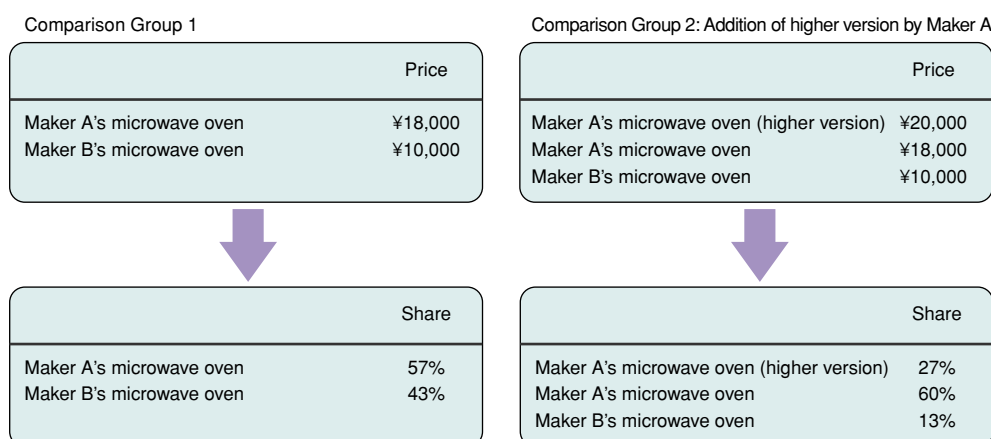 Comparison Group 1
Price
Maker A's microwave oven ¥18,000
Maker B's microwave oven ¥10,000
Share
Maker A's microwave oven 57%
Maker B's microwave oven 43%
Comparison Group 2: Addition of higher version by Maker A
Price
Maker A's microwave oven (higher version) ¥20,000
Maker A's microwave oven ¥18,000
Maker B's microwave oven ¥10,000
Share
Maker A's microwave oven (higher version) 27%
Maker A's microwave oven 60%
Maker B's microwave oven 13%